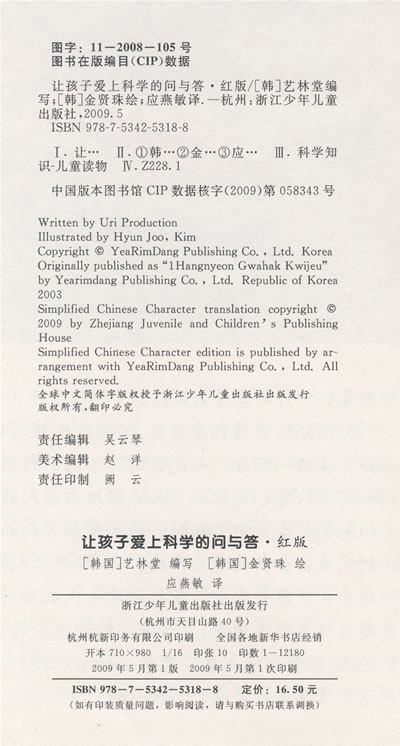 图字：11－2008－105 号
图书在版编目(CIP)数据
让孩子爱上科学的问与答·红版/[韩]艺林堂编
写；[韩]金贤珠绘；应燕敏译.—杭州：浙江少年儿童
出版社，2009.5
ISBN 978-7-5342-5318-8
Ⅰ.让… Ⅱ.①韩…②金…③应… Ⅲ.科学知
识-儿童读物 Ⅳ.Z228.1
中国版本图书馆 CIP 数据核字(2009)第 058343 号
Written by Uri Production
Illustrated by Hyun Joo, Kim
Copyright © YeaRimDang Publishing Co., Ltd. Korea
Originally published as “1Hangnyeon Gwahak Kwijeu”
by Yearimdang Publishing Co., Ltd. Republic of Korea
2003
Simplified Chinese Character translation copyright ©
2009 by Zhejiang Juvenile and Children's Publishing
House
Simplified Chinese Character edition is published by ar-
rangement with YeaRimDang Publishing Co., Ltd. All
rights reserved.
全球中文简体字版权授予浙江少年儿童出版社出版发行
版权所有，翻印必究
责任编辑 吴云琴
美术编辑 赵 洋
责任印制 阙 云
让孩子爱上科学的问与答·红版
[韩国]艺林堂 编写 [韩国]金贤珠 绘
应燕敏 译
浙江少年儿童出版社出版发行
(杭州市天目山路 40 号)
杭州杭新印务有限公司印刷 全国各地新华书店经销
开本 710×980 1/16 印张 10 印数 1－12180
2009 年 5 月第 1 版 2009 年 5 月第 1 次印刷
ISBN 978－7－5342－5318－8 定价：16.50 元
(如有印装质量问题，影响阅读，请与购买书店联系调换)